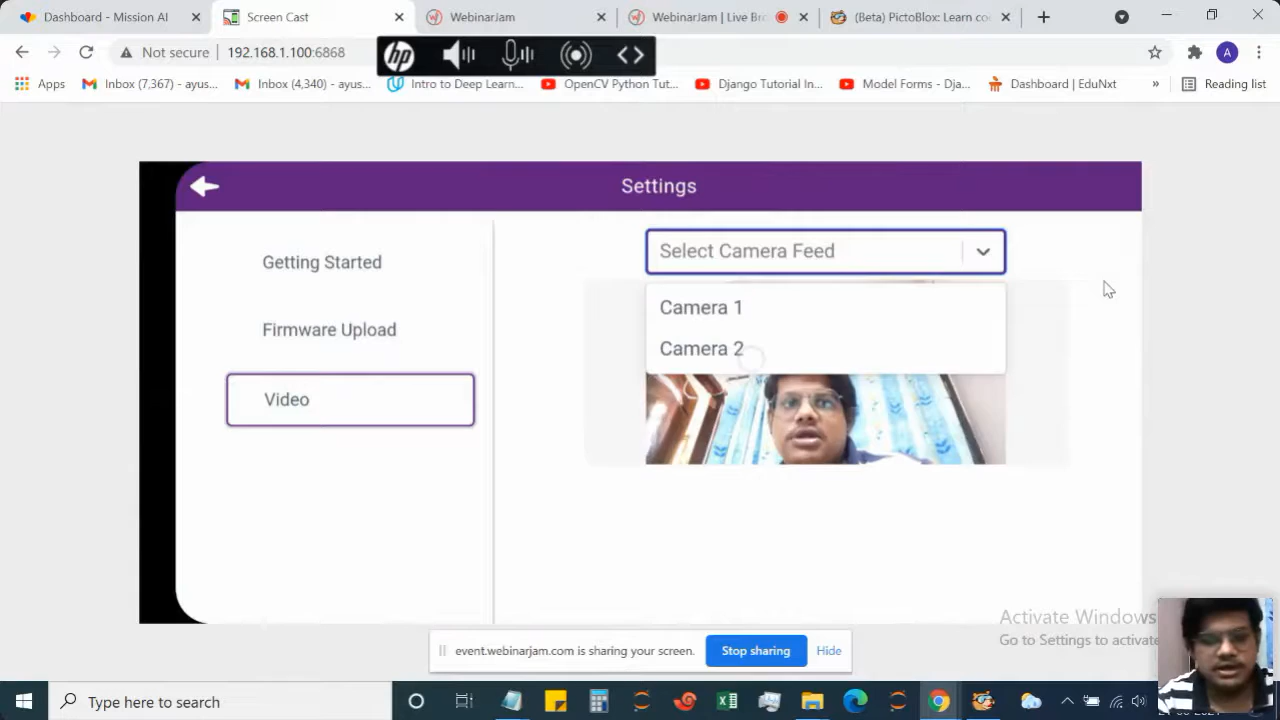 Dashboard - Mission AI
Screen Cast
WebinarJam
WebinarJam | Live Br
(Beta) PictoBlox: Learn co
Not secure
192.168.1.100:6868
hp
A
Apps
Inbox (7,367) - ayus...
Inbox (4,340) - ayus...
Intro to Deep Learn...
OpenCV Python Tut...
Django Tutorial In...
Model Forms - Dja...
Dashboard | EduNxt
»
Reading list
Settings
Getting Started
Firmware Upload
Video
Select Camera Feed
Camera 1
Camera 2
Activate Windows
Go to Settings to activate
event.webinarjam.com is sharing your screen.
Stop sharing
Hide
Type here to search